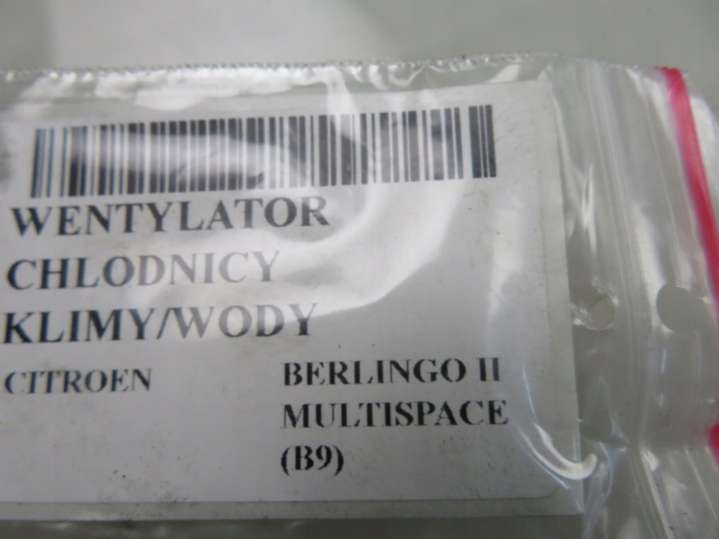 WENTYLATOR
CHLODNICY
KLIMY/WODY
CITROEN BERLINGO II
MULTISPACE
(B9)